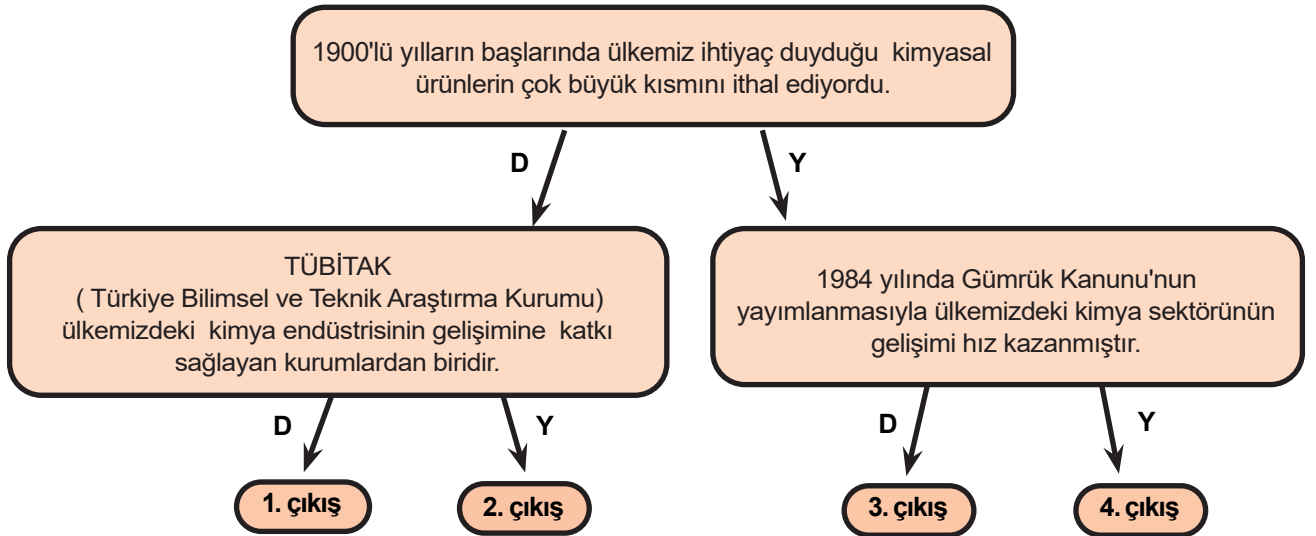 1900'lü yılların başlarında ülkemiz ihtiyaç duyduğu kimyasal
ürünlerin çok büyük kısmını ithal ediyordu.
D
Y
TÜBİTAK
( Türkiye Bilimsel ve Teknik Araştırma Kurumu)
ülkemizdeki kimya endüstrisinin gelişimine katkı
sağlayan kurumlardan biridir.
1984 yılında Gümrük Kanunu'nun
yayımlanmasıyla ülkemizdeki kimya sektörünün
gelişimi hız kazanmıştır.
D
Y
D
Y
1. çıkış
2. çıkış
3. çıkış
4. çıkış